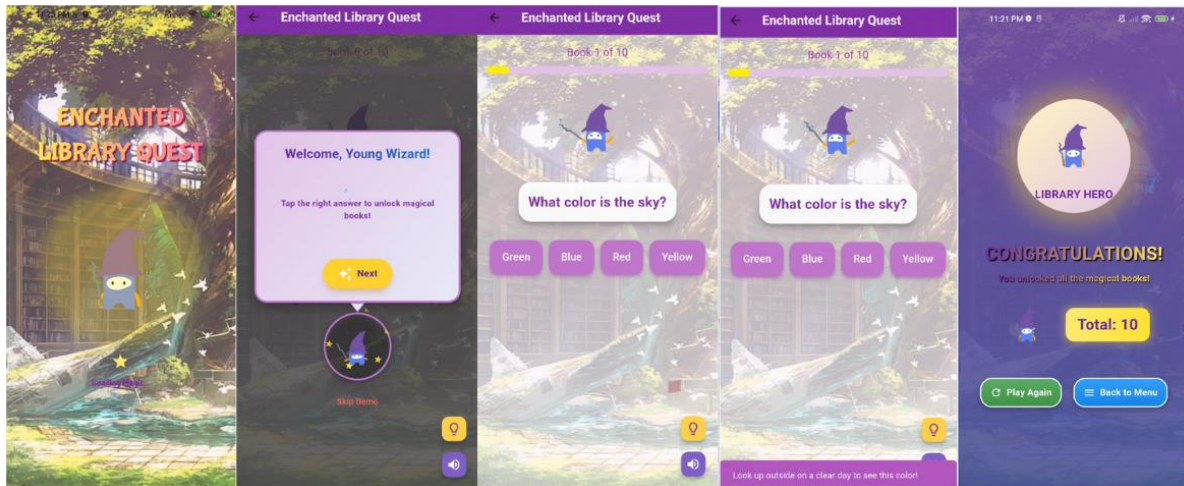 ENCHANTED
LIBRARY QUEST
Enchanted Library Quest
Book 0 of 10
Welcome, Young Wizard!
Tap the right answer to unlock magical
books!
Next
Skip Demo
Enchanted Library Quest
Book 1 of 10
What color is the sky?
Green
Blue
Red
Yellow
Enchanted Library Quest
Book 1 of 10
What color is the sky?
Green
Blue
Red
Yellow
Look up outside on a clear day to see this color!
11:21 PM
LIBRARY HERO
CONGRATULATIONS!
You unlocked all the magical books!
Total: 10
Play Again
Back to Menu